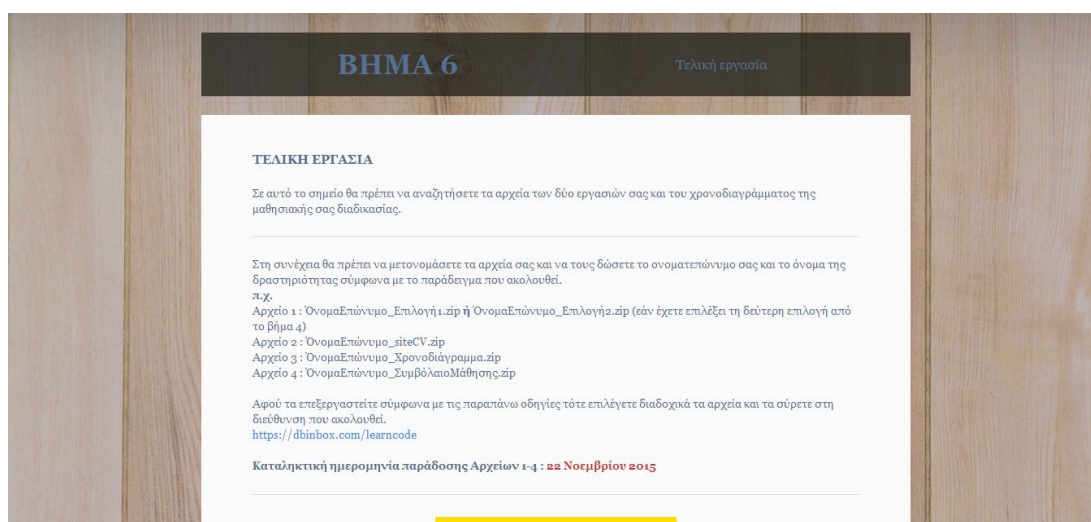 ΒΗΜΑ 6
Τελική εργασία
ΤΕΛΙΚΗ ΕΡΓΑΣΙΑ
Σε αυτό το σημείο θα πρέπει να αναζητήσετε τα αρχεία των δύο εργασιών σας και του χρονοδιαγράμματος της
μαθησιακής σας διαδικασίας.
Στη συνέχεια θα πρέπει να μετονομάσετε τα αρχεία σας και να τους δώσετε το ονοματεπώνυμο σας και το όνομα της
δραστηριότητας σύμφωνα με το παράδειγμα που ακολουθεί.
π.χ.
Αρχείο 1 : ΌνομαΕπώνυμο_Επιλογή1.zip ή ΌνομαΕπώνυμο_Επιλογή2.zip (εάν έχετε επιλέξει τη δεύτερη επιλογή από
το βήμα 4)
Αρχείο 2 : ΌνομαΕπώνυμο_siteCV.zip
Αρχείο 3 : ΌνομαΕπώνυμο_Χρονοδιάγραμμα.zip
Αρχείο 4 : ΌνομαΕπώνυμο_ΣυμβόλαιοΜάθησης.zip
Αφού τα επεξεργαστείτε σύμφωνα με τις παραπάνω οδηγίες τότε επιλέγετε διαδοχικά τα αρχεία και τα σύρετε στη
διεύθυνση που ακολουθεί.
https://dbinbox.com/learncode
Καταληκτική ημερομηνία παράδοσης Αρχείων 1-4 : 22 Νοεμβρίου 2015